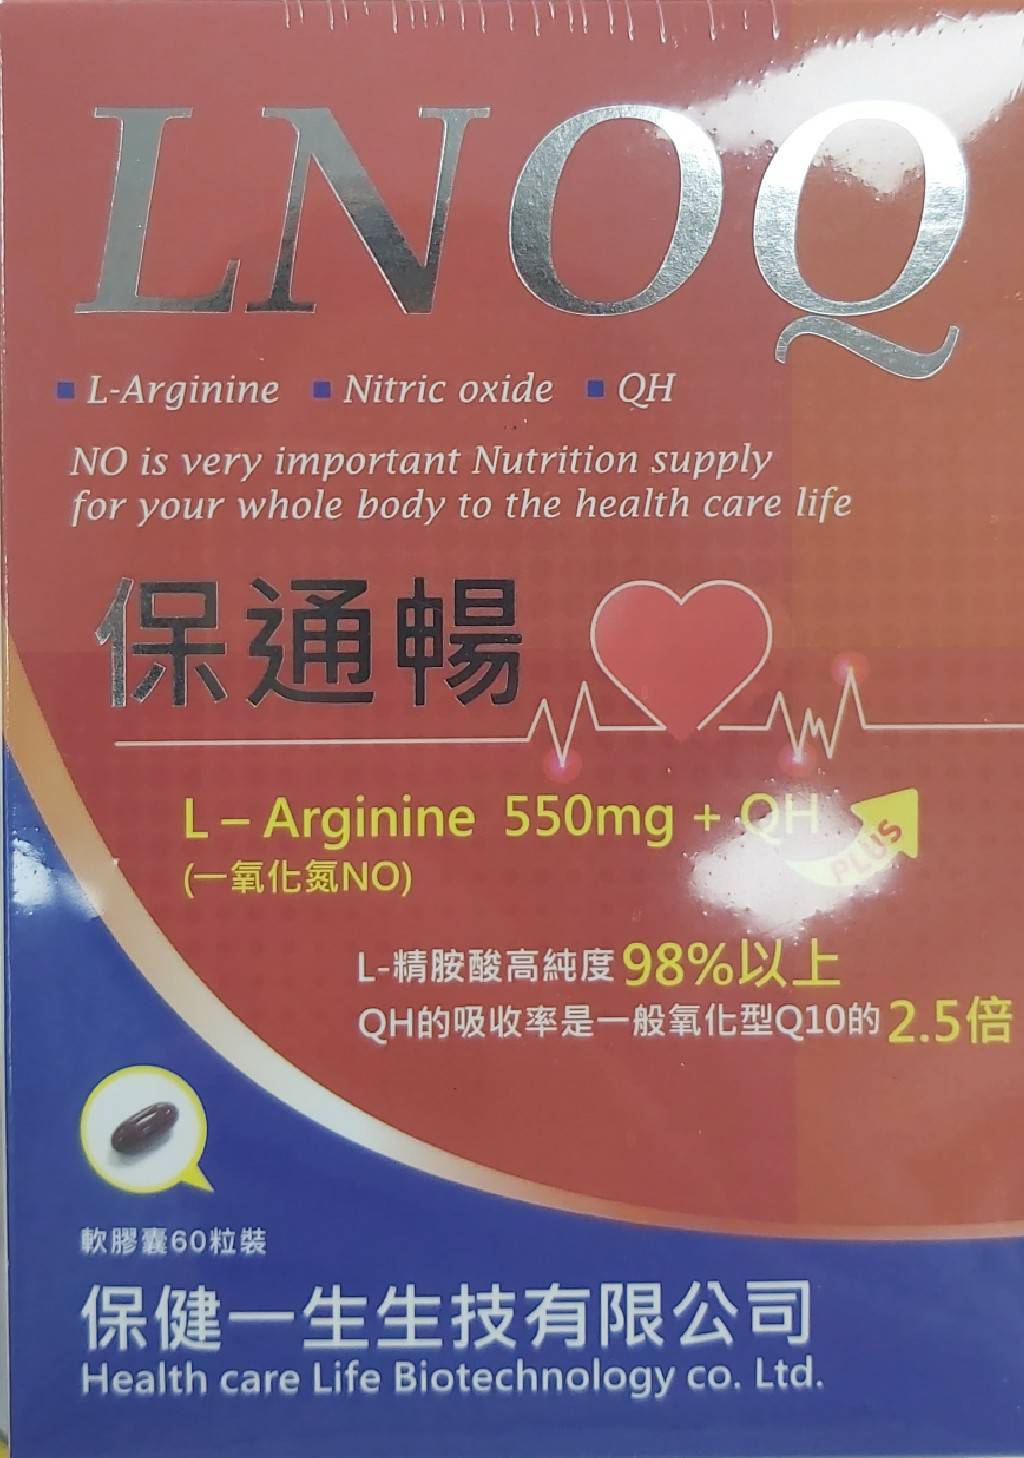 LNOQ
L-Arginine Nitric oxide QH
NO is very important Nutrition supply
for your whole body to the health care life
保通暢
L – Arginine 550mg + QH
PLUS
(一氧化氮NO)
L-精胺酸高純度98%以上
QH的吸收率是一般氧化型Q10的2.5倍
軟膠囊60粒裝
保健一生生技有限公司
Health care Life Biotechnology co. Ltd.